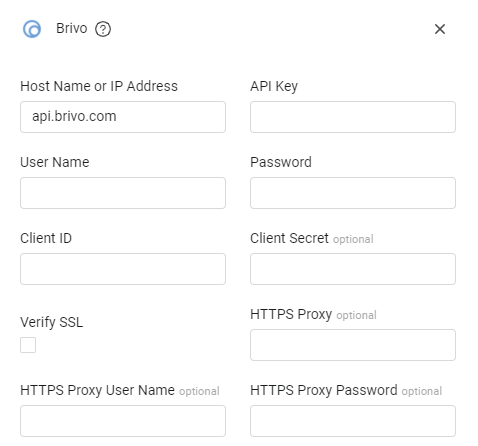 Brivo ?
Host Name or IP Address
api.brivo.com
API Key
User Name
Password
Client ID
Client Secret optional
Verify SSL
HTTPS Proxy optional
HTTPS Proxy User Name optional
HTTPS Proxy Password optional